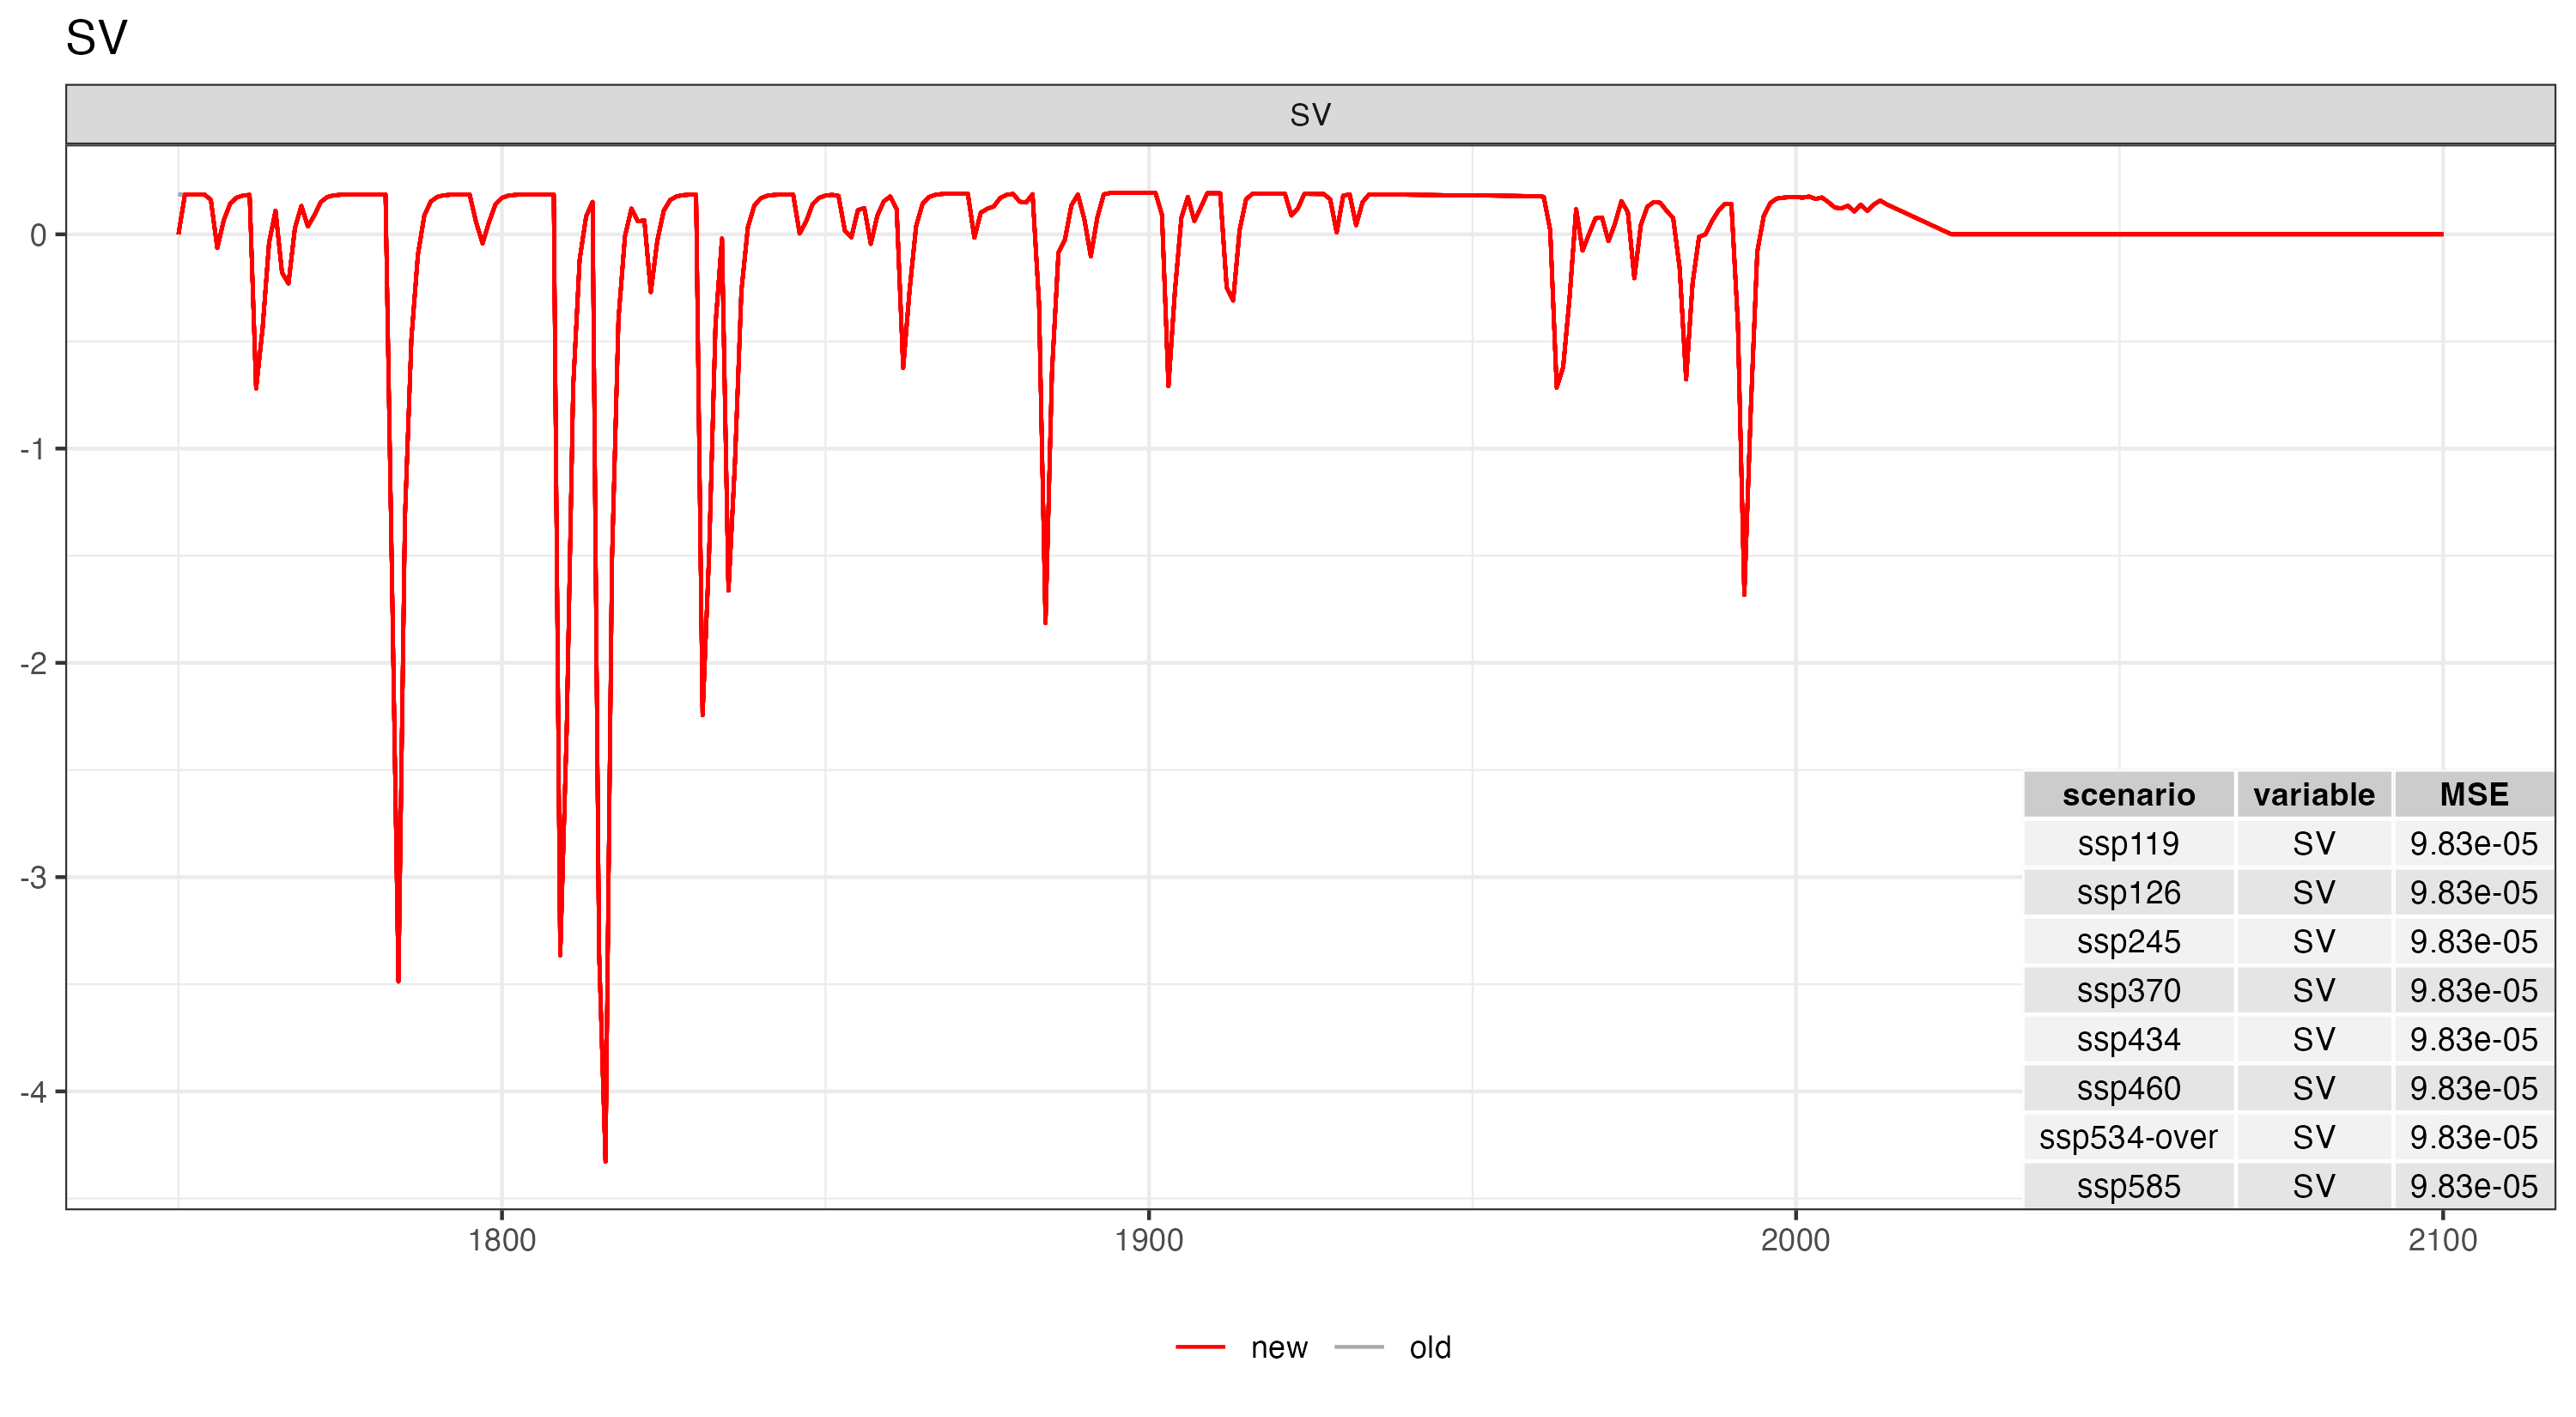 SV
SV
0
-1
-2
-3
-4
scenario variable MSE
ssp119 SV 9.83e-05
ssp126 SV 9.83e-05
ssp245 SV 9.83e-05
ssp370 SV 9.83e-05
ssp434 SV 9.83e-05
ssp460 SV 9.83e-05
ssp534-over SV 9.83e-05
ssp585 SV 9.83e-05
1800 1900 2000 2100
new old